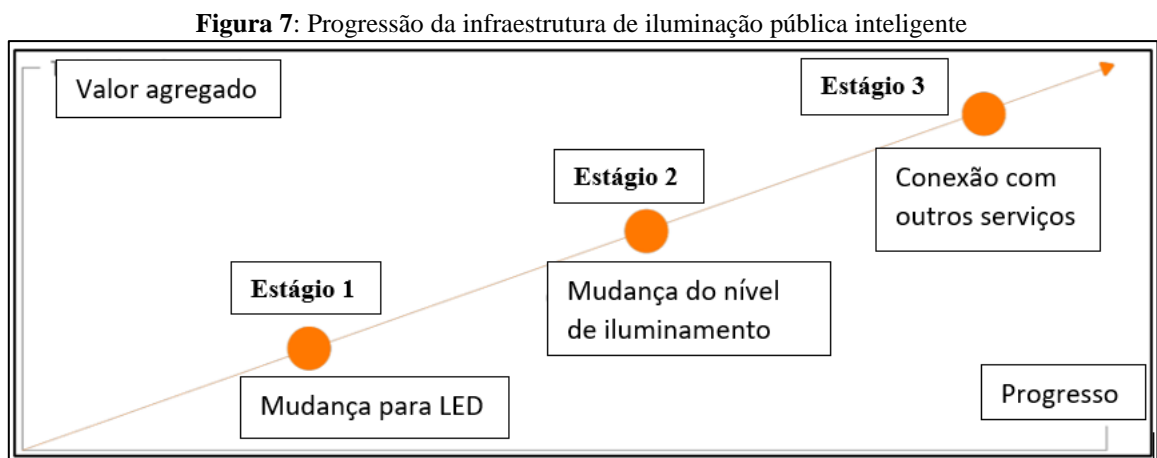 Figura 7: Progressão da infraestrutura de iluminação pública inteligente
Valor agregado
Estágio 3
Conexão com
outros serviços
Estágio 2
Mudança do nível
de iluminamento
Estágio 1
Mudança para LED
Progresso